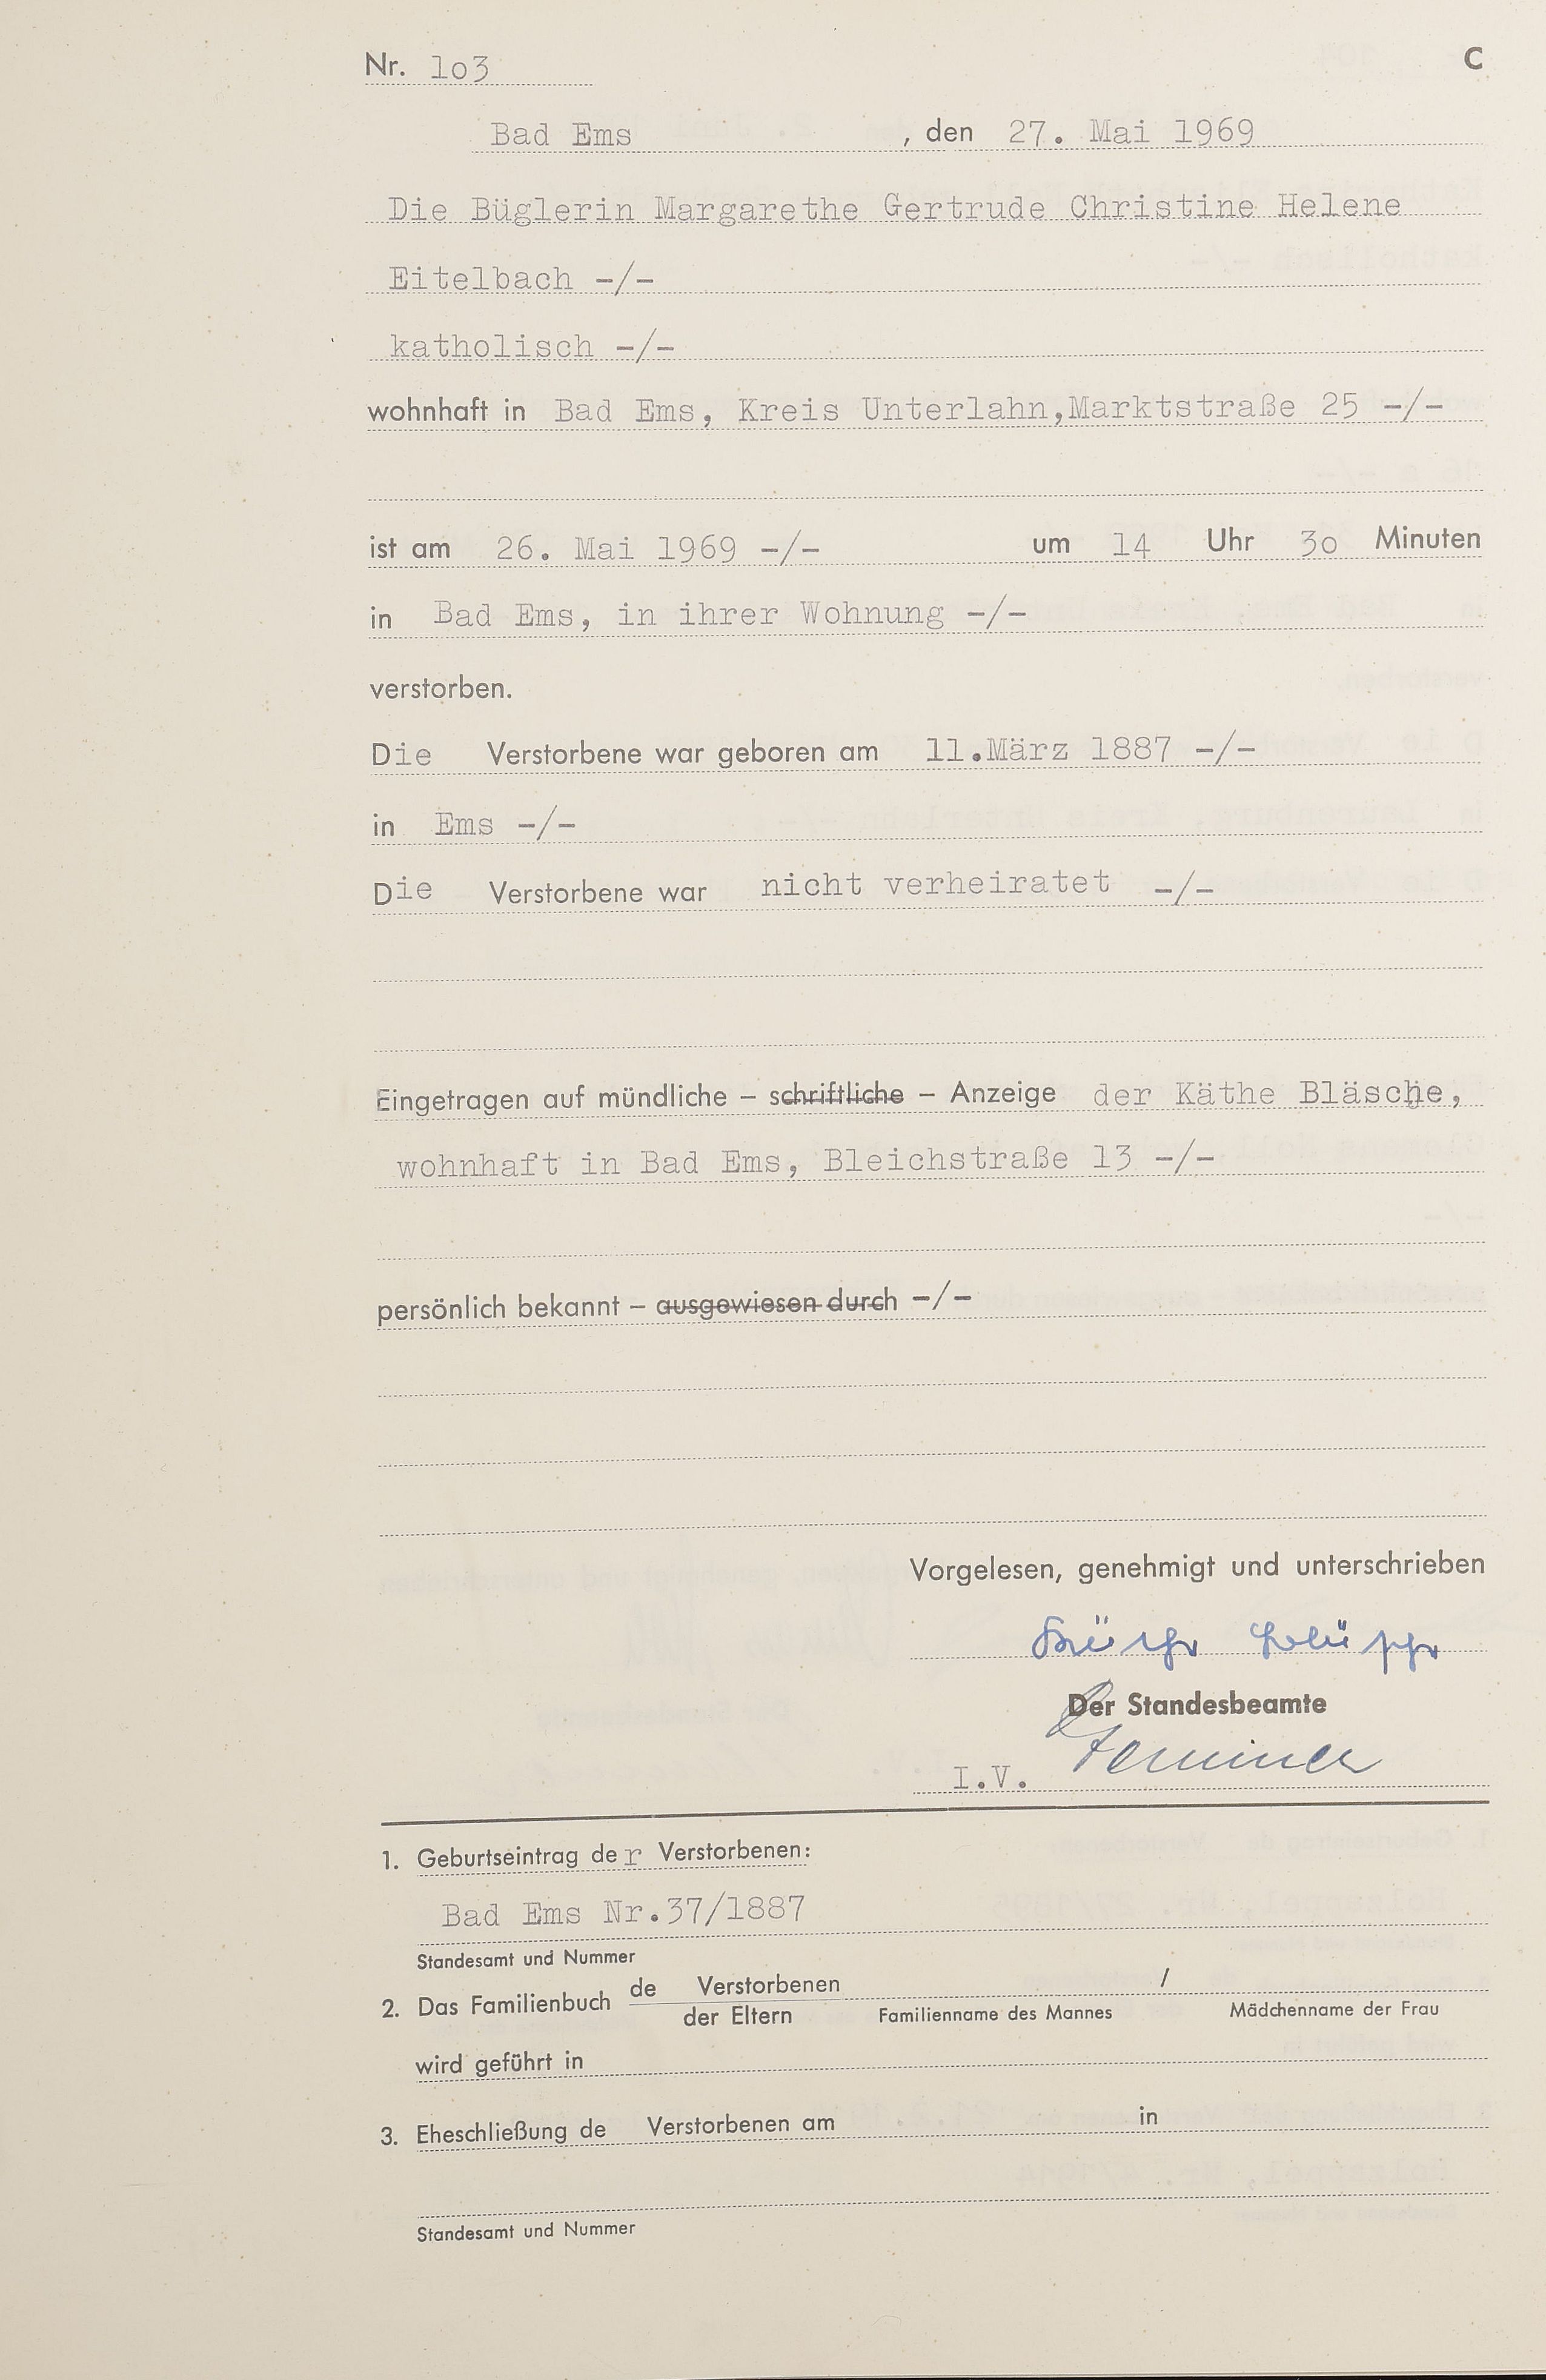 Nr. 1o3 C
Bad Ems , den 27. Mai 1969
Die Büglerin Margarethe Gertrude Christine Helene
Eitelbach -/-
katholisch -/-
wohnhaft in Bad Ems, Kreis Unterlahn,Marktstraße 25 -/-
ist am 26. Mai 1969 -/- um 14 Uhr 3o Minuten
in Bad Ems, in ihrer Wohnung -/-
verstorben.
Die Verstorbene war geboren am 11.März 1887 -/-
in Ems -/-
Die Verstorbene war nicht verheiratet -/-
Eingetragen auf mündliche – schriftliche – Anzeige der Käthe Bläsche,
wohnhaft in Bad Ems, Bleichstraße 13 -/-
persönlich bekannt – ausgewiesen durch -/-
Vorgelesen, genehmigt und unterschrieben
Der Standesbeamte
I.V.
1. Geburtseintrag der Verstorbenen:
Bad Ems Nr.37/1887
Standesamt und Nummer
2. Das Familienbuch de Verstorbenen /
der Eltern Familienname des Mannes Mädchenname der Frau
wird geführt in
3. Eheschließung de Verstorbenen am in
Standesamt und Nummer